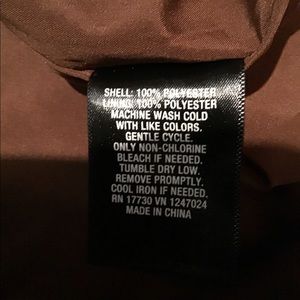 SHELL: 100% POLYESTER
LINING: 100% POLYESTER
MACHINE WASH COLD
WITH LIKE COLORS.
GENTLE CYCLE.
ONLY NON-CHLORINE
BLEACH IF NEEDED.
TUMBLE DRY LOW.
REMOVE PROMPTLY.
COOL IRON IF NEEDED.
RN 17730 VN 1247024
MADE IN CHINA